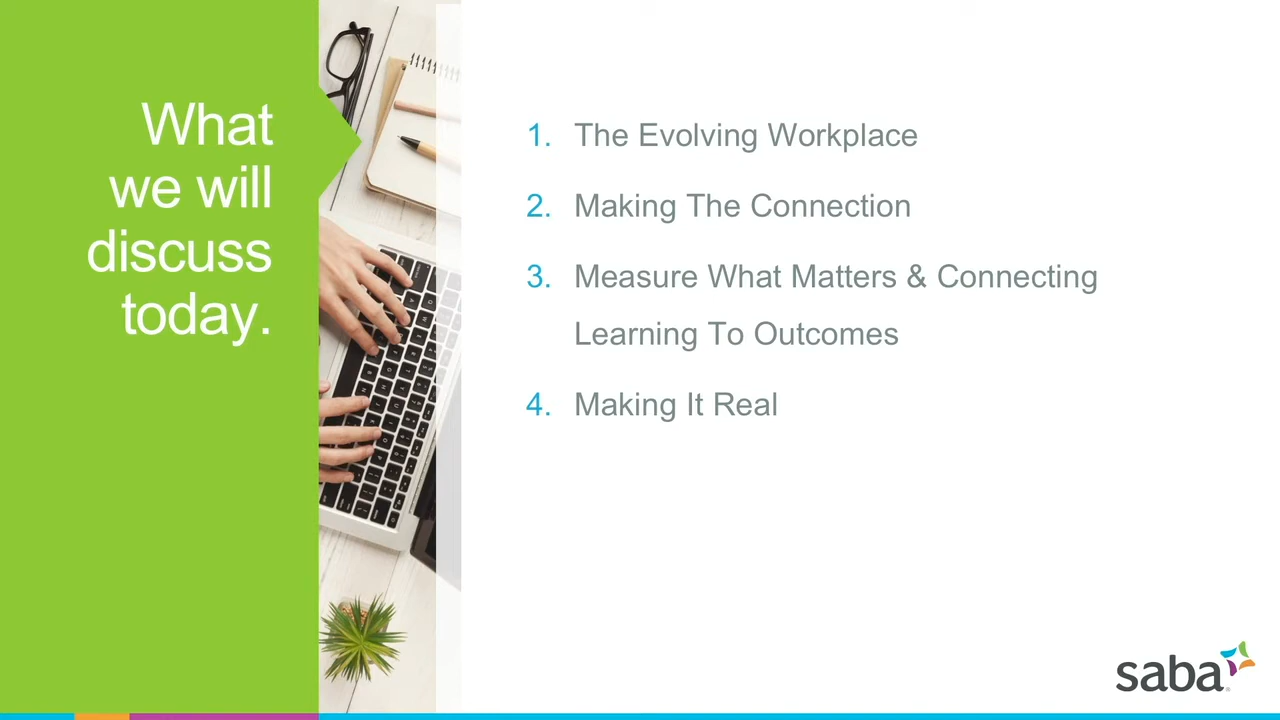 What
we will
discuss
today.
1. The Evolving Workplace
2. Making The Connection
3. Measure What Matters & Connecting
Learning To Outcomes
4. Making It Real
saba